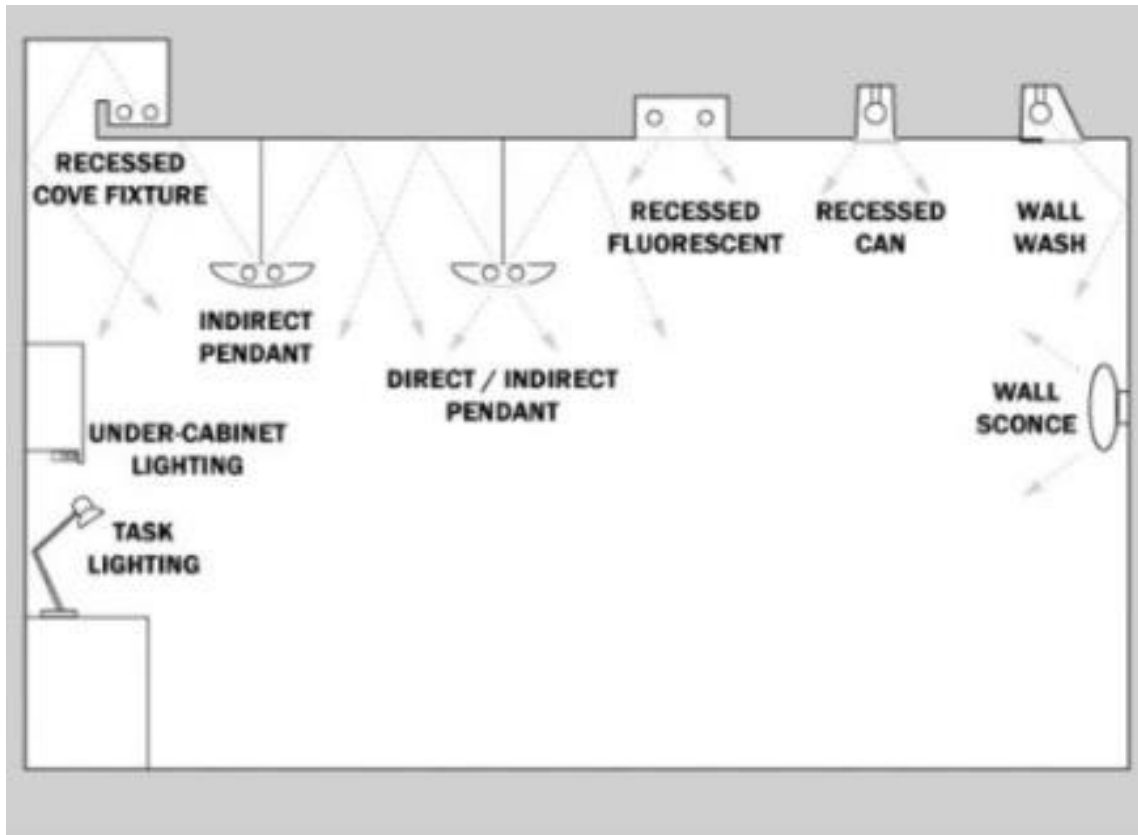 RECESSED
COVE FIXTURE
RECESSED
FLUORESCENT
RECESSED
CAN
WALL
WASH
INDIRECT
PENDANT
DIRECT / INDIRECT
PENDANT
WALL
SCONCE
UNDER-CABINET
LIGHTING
TASK
LIGHTING